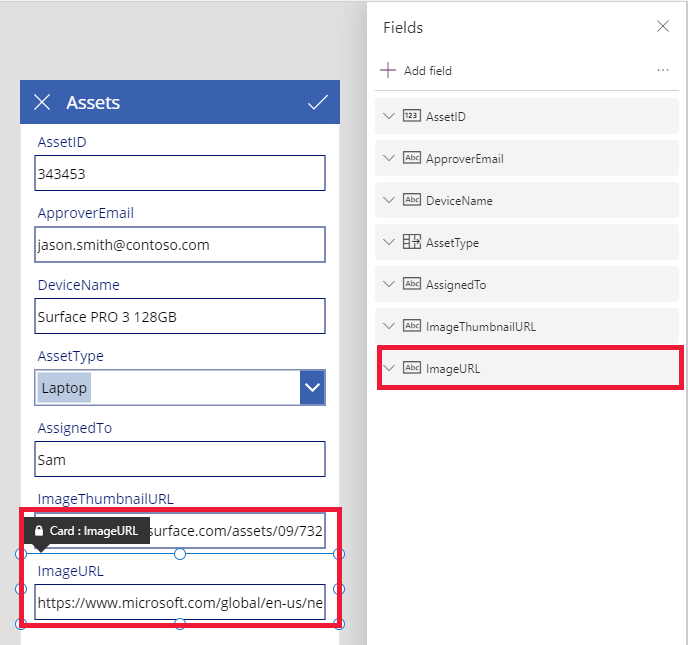 Assets
AssetID
343453
ApproverEmail
jason.smith@contoso.com
DeviceName
Surface PRO 3 128GB
AssetType
Laptop
AssignedTo
Sam
ImageThumbnailURL
Card : ImageURL
surface.com/assets/09/732
ImageURL
https://www.microsoft.com/global/en-us/ne
Fields
Add field
...
123 AssetID
Abc ApproverEmail
Abc DeviceName
AssetType
Abc AssignedTo
Abc ImageThumbnailURL
Abc ImageURL